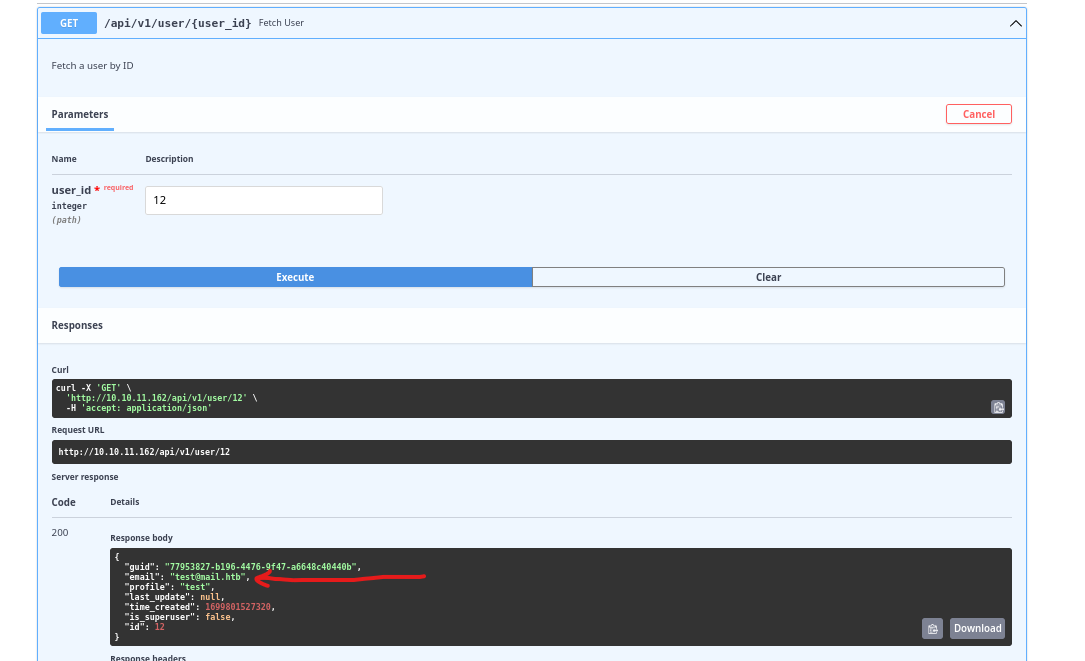 GET /api/v1/user/{user_id} Fetch User
Fetch a user by ID
Parameters
Cancel
Name Description
user_id * required
integer
(path)
12
Execute Clear
Responses
Curl
curl -X 'GET' \
'http://10.10.11.162/api/v1/user/12' \
-H 'accept: application/json'
Request URL
http://10.10.11.162/api/v1/user/12
Server response
Code Details
200
Response body
{
"guid": "77953827-b196-4476-9f47-a6648c40440b",
"email": "test@mail.htb",
"profile": "test",
"last_update": null,
"time_created": 1699801527320,
"is_superuser": false,
"id": 12
}
Download
Response headers